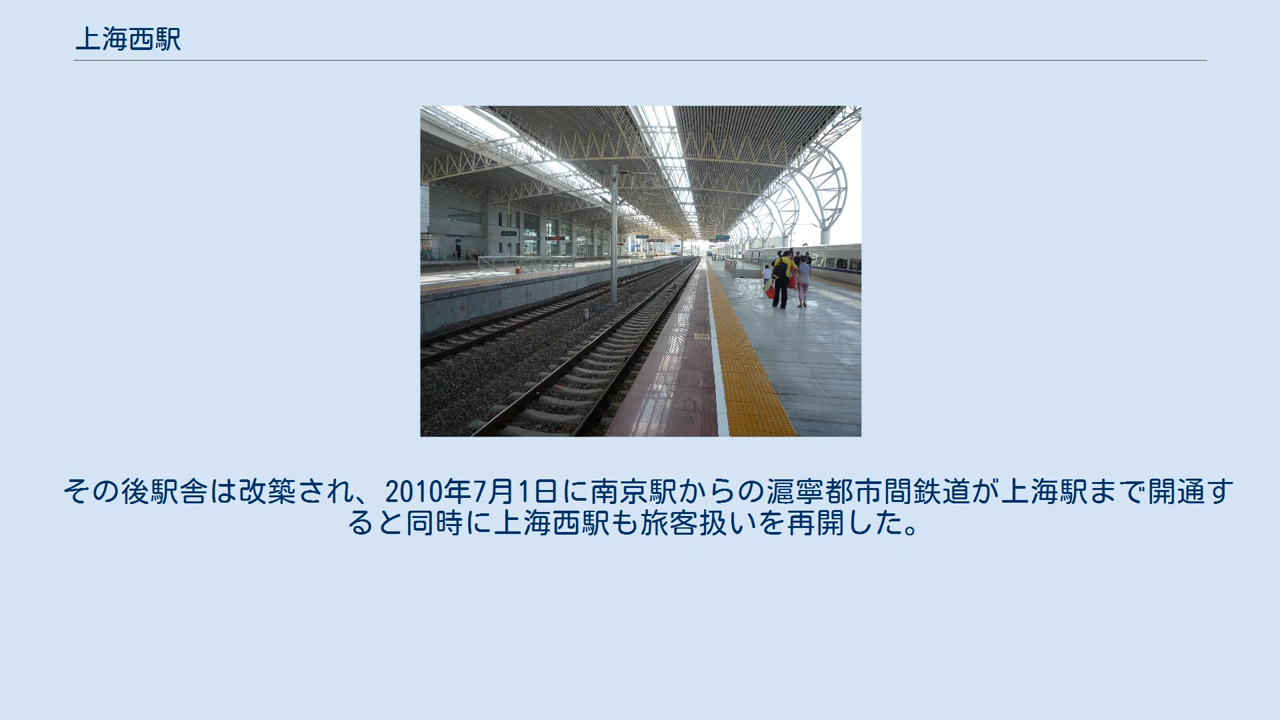 上海西駅
その後駅舎は改築され、2010年7月1日に南京駅からの滬寧都市間鉄道が上海駅まで開通す
ると同時に上海西駅も旅客扱いを再開した。